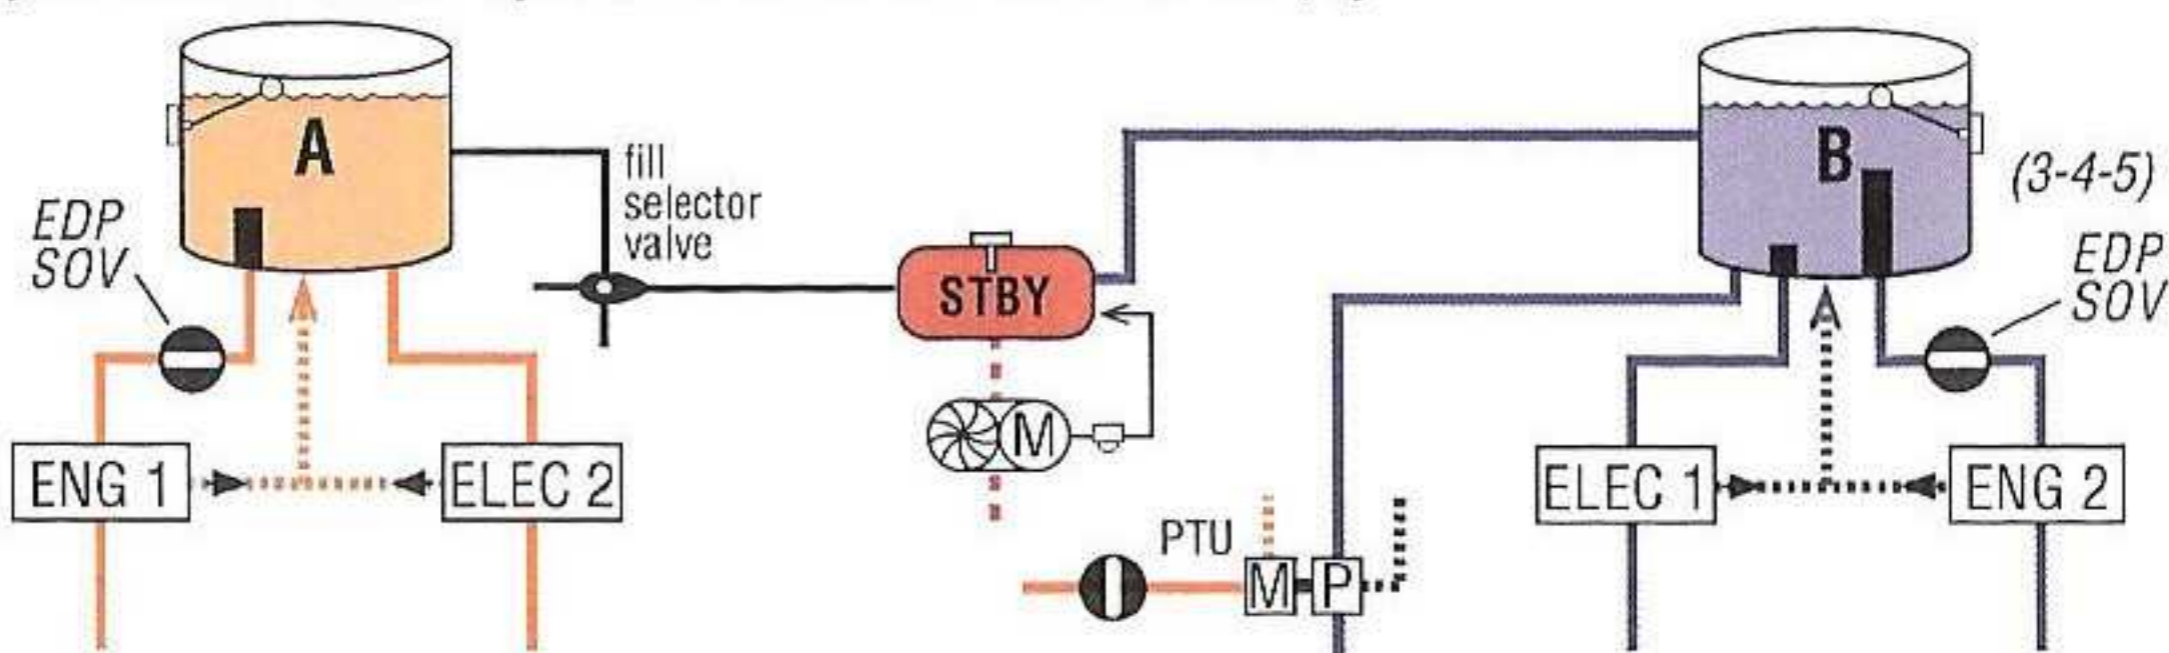 A
fill
selector
valve
EDP
SOV
STBY
B
(3-4-5)
EDP
SOV
M
ENG 1
ELEC 2
ELEC 1
ENG 2
PTU
M
P